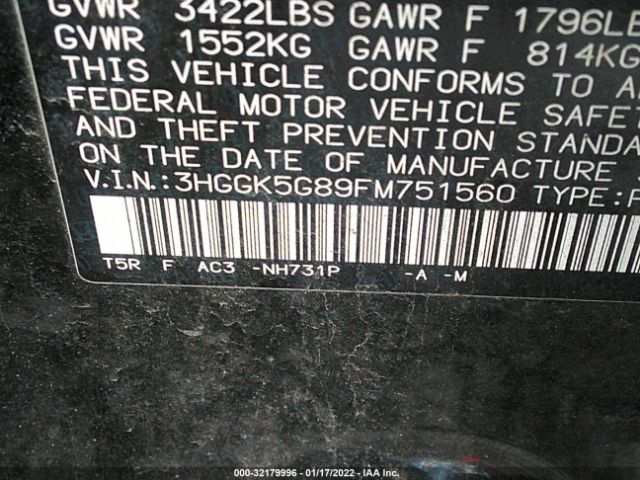 GVWR 3422LBS GAWR F 1796LB
GVWR 1552KG GAWR F 814KG
THIS VEHICLE CONFORMS TO A
FEDERAL MOTOR VEHICLE SAFET
AND THEFT PREVENTION STANDA
ON THE DATE OF MANUFACTURE
V.I.N.:3HGGK5G89FM751560 TYPE:P
T5R F AC3 -NH731P -A -M
000-32179996 - 01/17/2022 - IAA Inc.